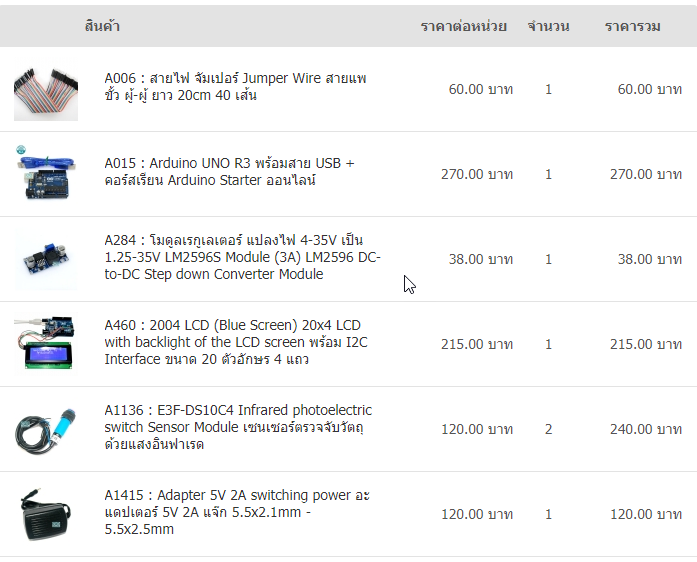 สินค้า ราคาต่อหน่วย จำนวน ราคารวม
A006 : สายไฟ จัมเปอร์ Jumper Wire สายแพ
ขั้ว ผู้-ผู้ ยาว 20cm 40 เส้น
60.00 บาท 1 60.00 บาท
A015 : Arduino UNO R3 พร้อมสาย USB +
คอร์สเรียน Arduino Starter ออนไลน์
270.00 บาท 1 270.00 บาท
A284 : โมดูลเรกูเลเตอร์ แปลงไฟ 4-35V เป็น
1.25-35V LM2596S Module (3A) LM2596 DC-
to-DC Step down Converter Module
38.00 บาท 1 38.00 บาท
A460 : 2004 LCD (Blue Screen) 20x4 LCD
with backlight of the LCD screen พร้อม I2C
Interface ขนาด 20 ตัวอักษร 4 แถว
215.00 บาท 1 215.00 บาท
A1136 : E3F-DS10C4 Infrared photoelectric
switch Sensor Module เซนเซอร์ตรวจจับวัตถุ
ด้วยแสงอินฟาเรด
120.00 บาท 2 240.00 บาท
A1415 : Adapter 5V 2A switching power อะ
แดปเตอร์ 5V 2A แจ๊ก 5.5x2.1mm -
5.5x2.5mm
120.00 บาท 1 120.00 บาท